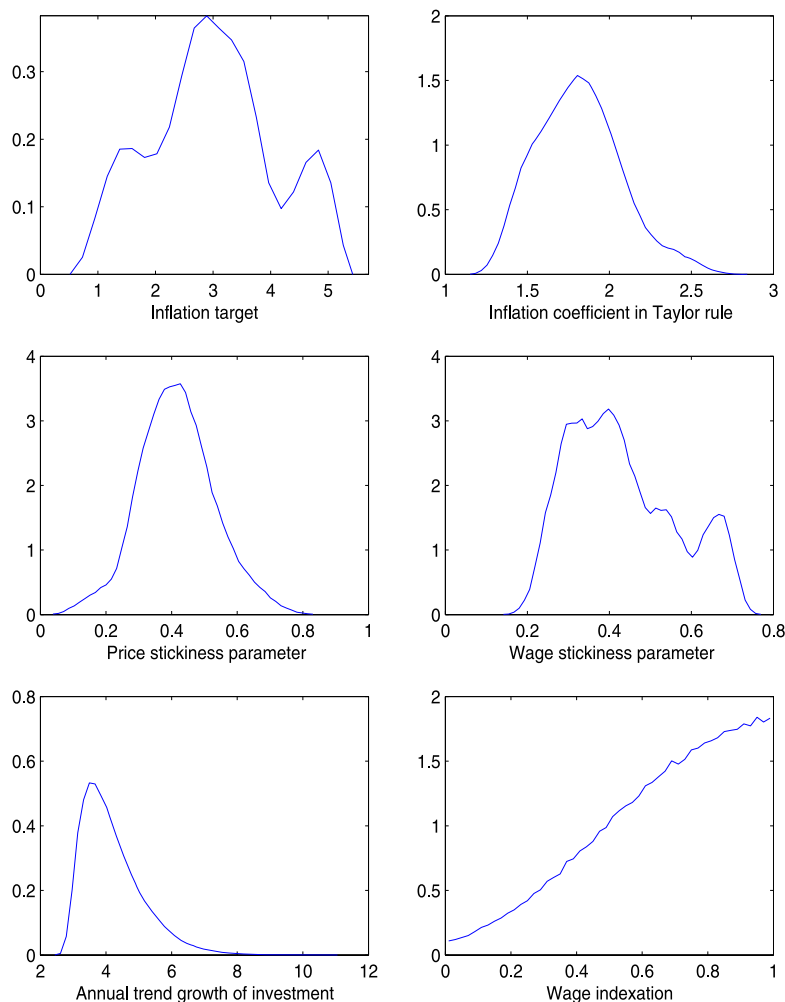 0.3
0.2
0.1
0
0 1 2 3 4 5
Inflation target
2
1.5
1
0.5
0
1 1.5 2 2.5 3
Inflation coefficient in Taylor rule
4
3
2
1
0
0 0.2 0.4 0.6 0.8 1
Price stickiness parameter
4
3
2
1
0
0 0.2 0.4 0.6 0.8
Wage stickiness parameter
0.8
0.6
0.4
0.2
0
2 4 6 8 10 12
Annual trend growth of investment
2
1.5
1
0.5
0
0 0.2 0.4 0.6 0.8 1
Wage indexation